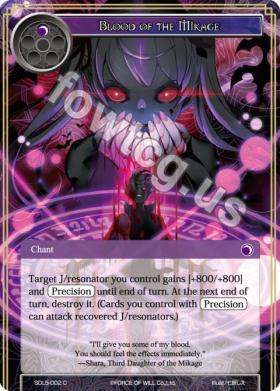 Blood of the Mikage
fowtcg.us
Chant
Target J/resonator you control gains [+800/+800]
and Precision until end of turn. At the next end
of turn, destroy it. (Cards you control with Precision
can attack recovered J/resonators.)
"I'll give you some of my blood.
You should feel the effects immediately."
—Shara, Third Daughter of the Mikage
SDL5-002 C
©FORCE OF WILL Co.,Ltd.